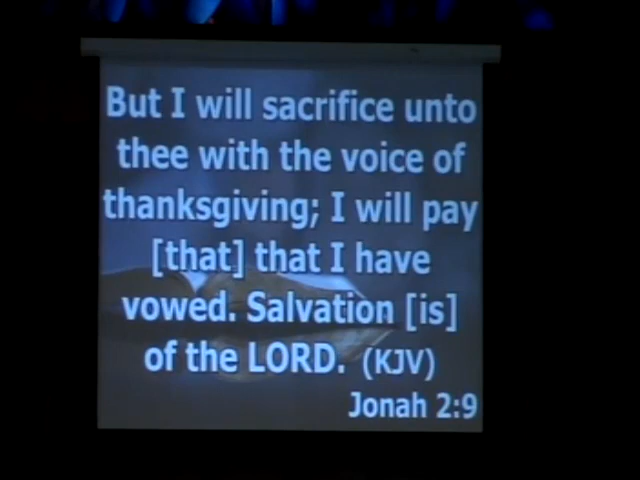 But I will sacrifice unto
thee with the voice of
thanksgiving; I will pay
[that] that I have
vowed. Salvation [is]
of the LORD. (KJV)
Jonah 2:9